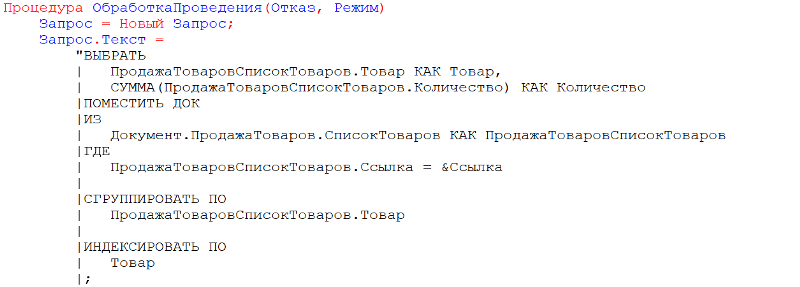 Процедура ОбработкаПроведения(Отказ, Режим)
Запрос = Новый Запрос;
Запрос.Текст =
"ВЫБРАТЬ
| ПродажаТоваровСписокТоваров.Товар КАК Товар,
| СУММА(ПродажаТоваровСписокТоваров.Количество) КАК Количество
|ПОМЕСТИТЬ ДОК
|ИЗ
| Документ.ПродажаТоваров.СписокТоваров КАК ПродажаТоваровСписокТоваров
|ГДЕ
| ПродажаТоваровСписокТоваров.Ссылка = &Ссылка
|
|СГРУППИРОВАТЬ ПО
| ПродажаТоваровСписокТоваров.Товар
|
|ИНДЕКСИРОВАТЬ ПО
| Товар
|;